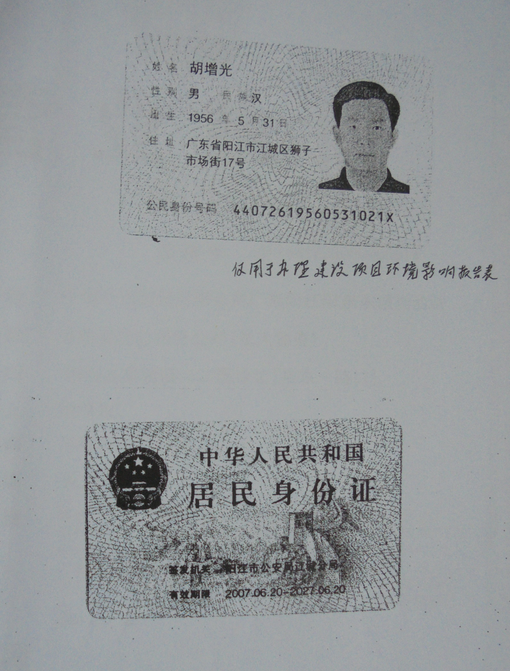 姓名 胡增光
性别 男 民族 汉
出生 1956 年 5 月 31 日
住址 广东省阳江市江城区狮子
市场街17号
公民身份号码 44072619560531021X
仅用于办理建设项目环境影响报告表
中华人民共和国
居民身份证
签发机关 阳江市公安局江城分局
有效期限 2007.06.20-2027.06.20